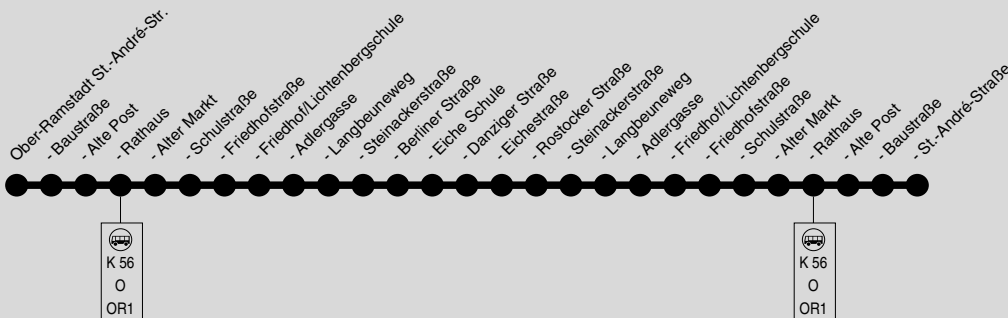 Ober-Ramstadt St.-André-Str.
- Baustraße
- Alte Post
- Rathaus
- Alter Markt
- Schulstraße
- Friedhofstraße
- Friedhof/Lichtenbergschule
- Adlergasse
- Langbeuneweg
- Steinackerstraße
- Berliner Straße
- Eiche Schule
- Danziger Straße
- Eichestraße
- Rostocker Straße
- Steinackerstraße
- Langbeuneweg
- Adlergasse
- Friedhof/Lichtenbergschule
- Friedhofstraße
- Schulstraße
- Alter Markt
- Rathaus
- Alte Post
- Baustraße
- St.-André-Straße
K 56
O
OR1
K 56
O
OR1